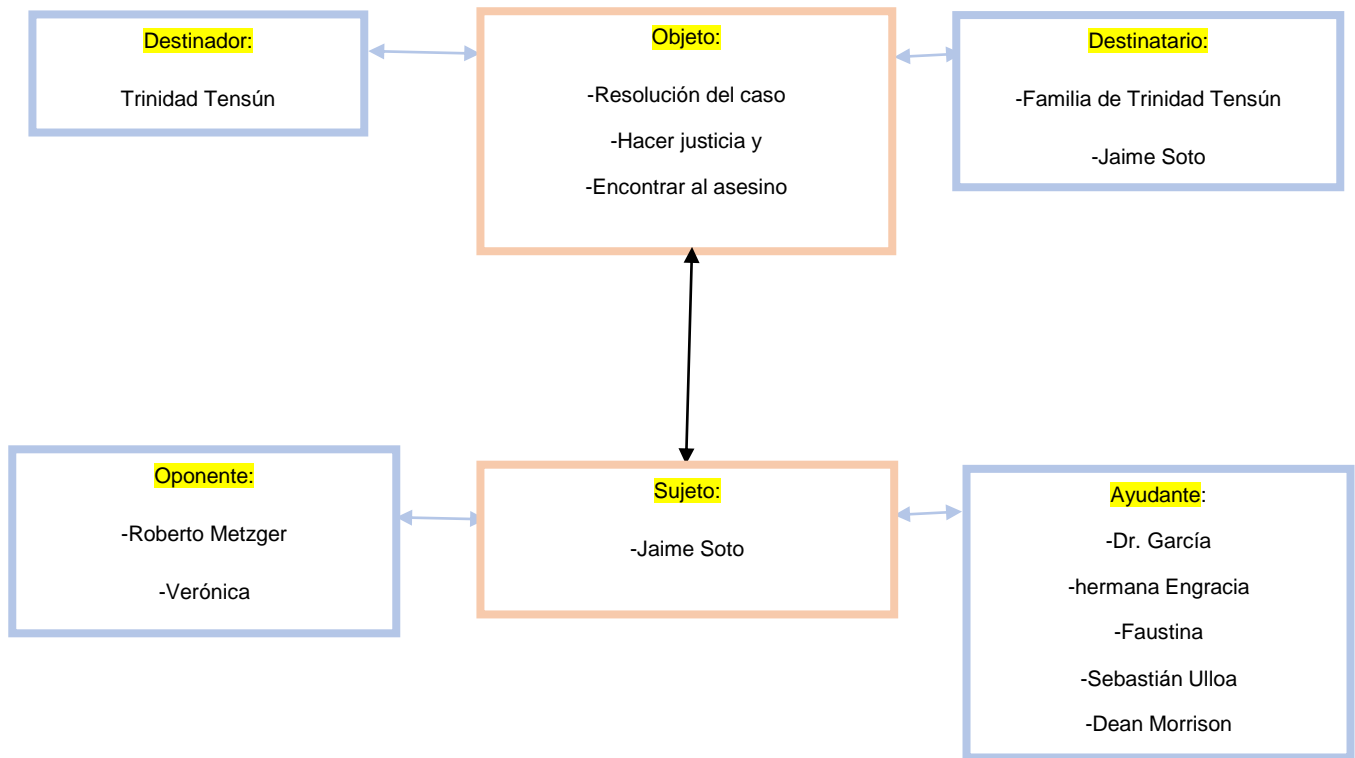 Destinador:
Trinidad Tensún
Objeto:
-Resolución del caso
-Hacer justicia y
-Encontrar al asesino
Destinatario:
-Familia de Trinidad Tensún
-Jaime Soto
Oponente:
-Roberto Metzger
-Verónica
Sujeto:
-Jaime Soto
Ayudante:
-Dr. García
-hermana Engracia
-Faustina
-Sebastián Ulloa
-Dean Morrison